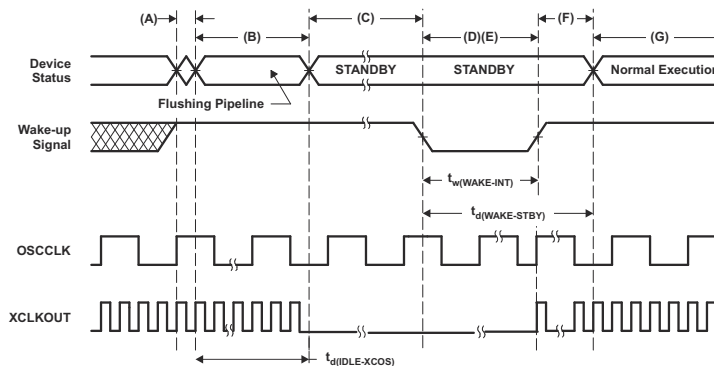 (A)
(B)
(C)
(D)(E)
(F)
(G)
Device
Status
STANDBY
STANDBY
Normal Execution
Flushing Pipeline
Wake-up
Signal
tw(WAKE-INT)
td(WAKE-STBY)
OSCCLK
XCLKOUT
td(IDLE-XCOS)